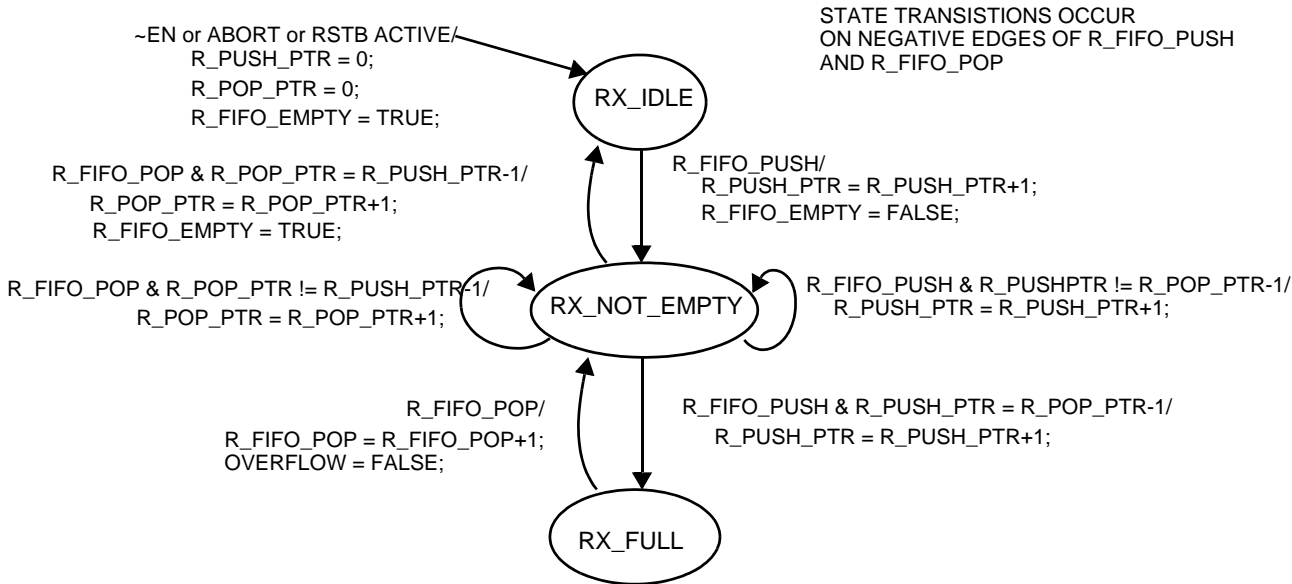 ~EN or ABORT or RSTB ACTIVE/
R_PUSH_PTR = 0;
R_POP_PTR = 0;
R_FIFO_EMPTY = TRUE;
STATE TRANSISTIONS OCCUR
ON NEGATIVE EDGES OF R_FIFO_PUSH
AND R_FIFO_POP
RX_IDLE
R_FIFO_POP & R_POP_PTR = R_PUSH_PTR-1/
R_POP_PTR = R_POP_PTR+1;
R_FIFO_EMPTY = TRUE;
R_FIFO_PUSH/
R_PUSH_PTR = R_PUSH_PTR+1;
R_FIFO_EMPTY = FALSE;
R_FIFO_POP & R_POP_PTR != R_PUSH_PTR-1/
R_POP_PTR = R_POP_PTR+1;
RX_NOT_EMPTY
R_FIFO_PUSH & R_PUSHPTR != R_POP_PTR-1/
R_PUSH_PTR = R_PUSH_PTR+1;
R_FIFO_POP/
R_FIFO_POP = R_FIFO_POP+1;
OVERFLOW = FALSE;
R_FIFO_PUSH & R_PUSH_PTR = R_POP_PTR-1/
R_PUSH_PTR = R_PUSH_PTR+1;
RX_FULL